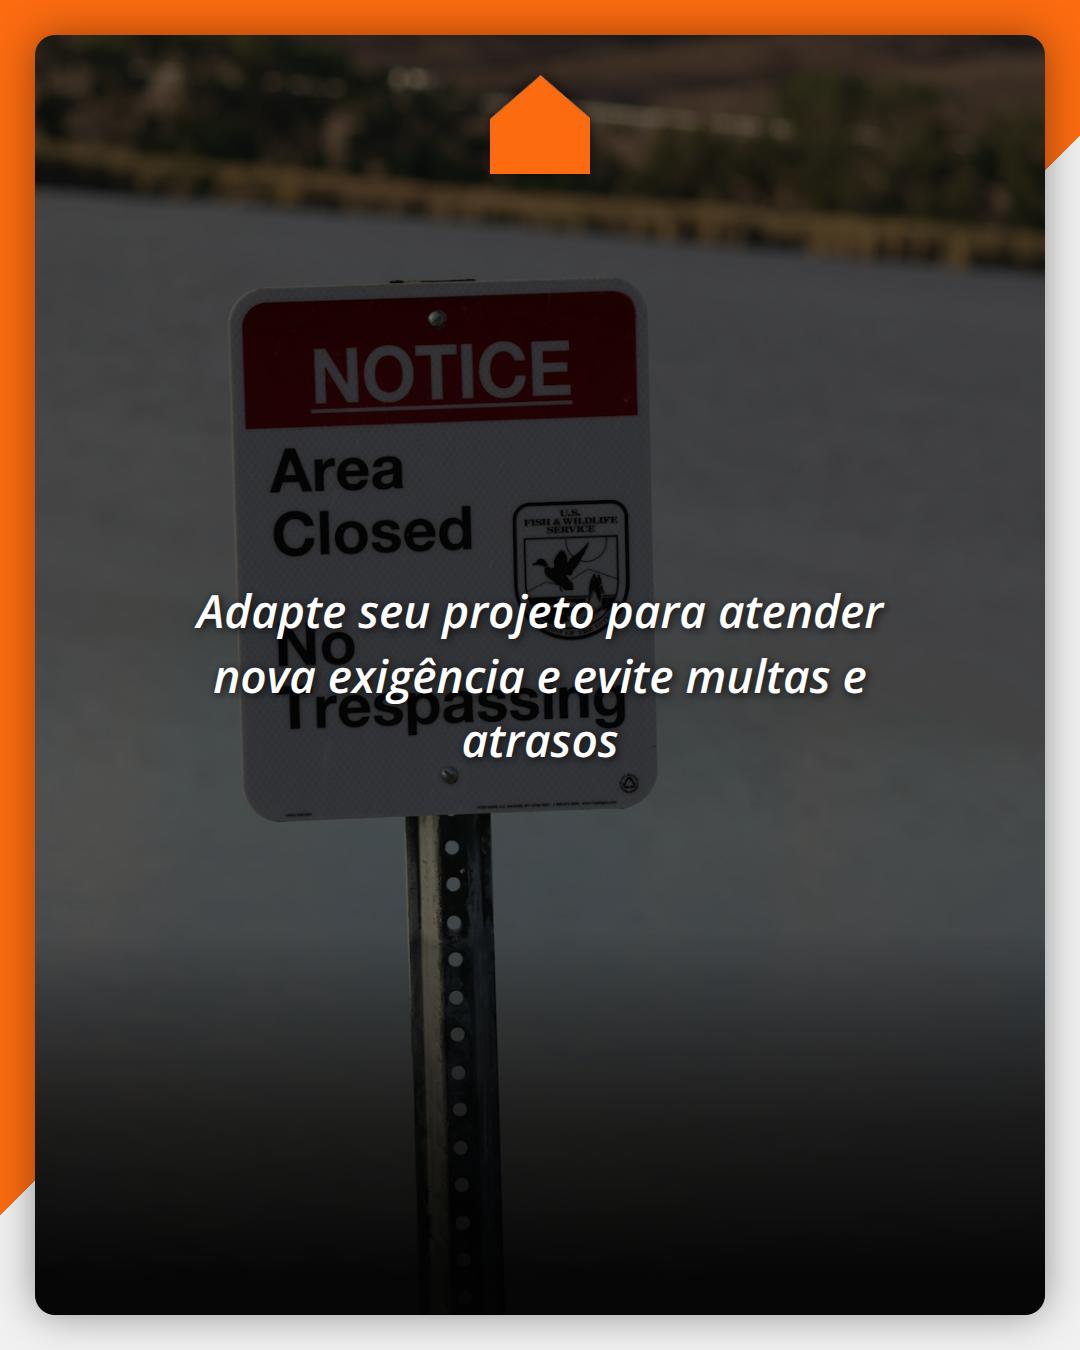 NOTICE
Area
Closed
U.S.
FISH & WILDLIFE
SERVICE
No
Trespassing
Adapte seu projeto para atender
nova exigência e evite multas e
atrasos